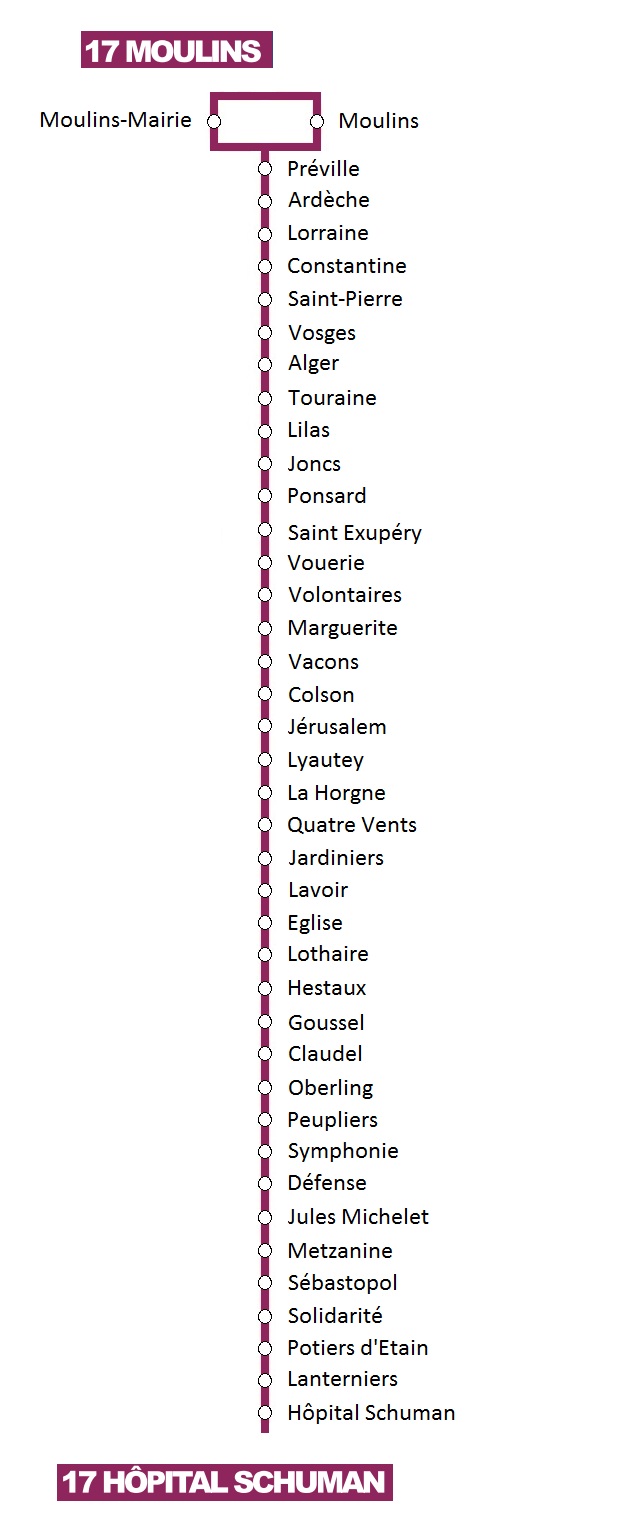 17 MOULINS
Moulins-Mairie
Moulins
Préville
Ardèche
Lorraine
Constantine
Saint-Pierre
Vosges
Alger
Touraine
Lilas
Joncs
Ponsard
Saint Exupéry
Vouerie
Volontaires
Marguerite
Vacons
Colson
Jérusalem
Lyautey
La Horgne
Quatre Vents
Jardiniers
Lavoir
Eglise
Lothaire
Hestaux
Goussel
Claudel
Oberling
Peupliers
Symphonie
Défense
Jules Michelet
Metzanine
Sébastopol
Solidarité
Potiers d'Etain
Lanterniers
Hôpital Schuman
17 HÔPITAL SCHUMAN